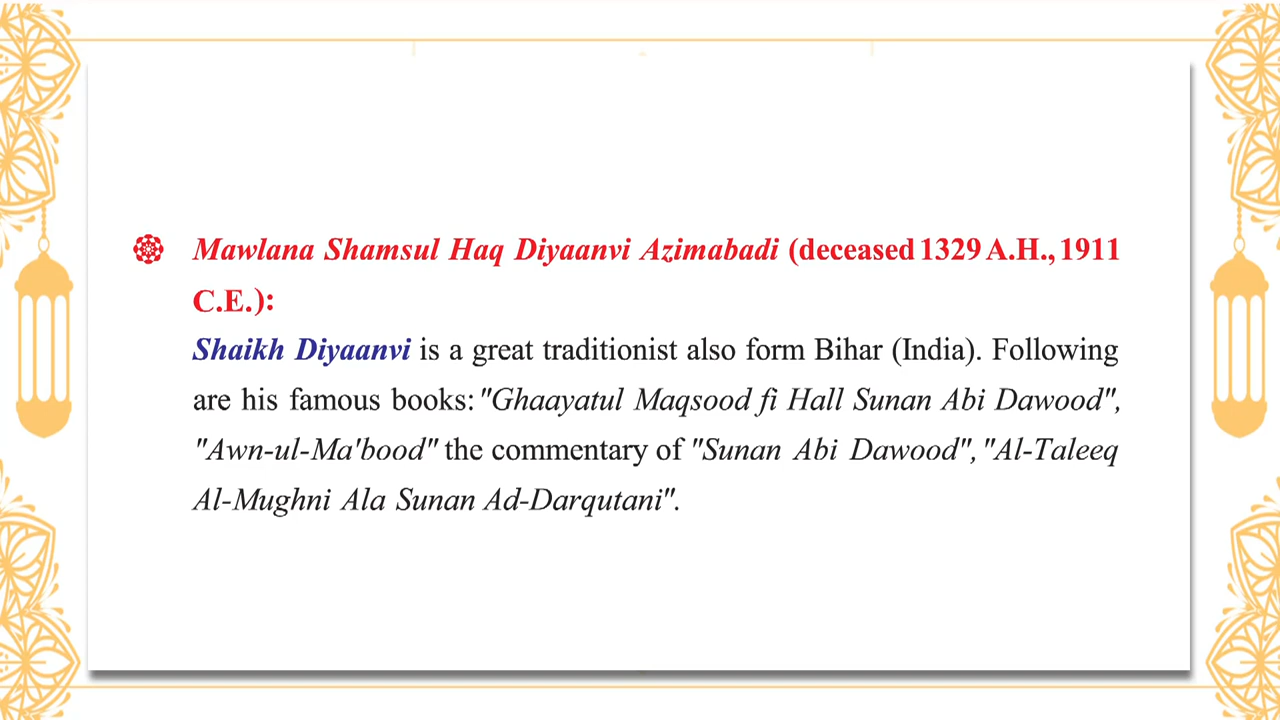 Mawlana Shamsul Haq Diyaanvi Azimabadi (deceased 1329 A.H., 1911
C.E.):
Shaikh Diyaanvi is a great traditionist also form Bihar (India). Following
are his famous books: "Ghaayatul Maqsood fi Hall Sunan Abi Dawood",
"Awn-ul-Ma'bood" the commentary of "Sunan Abi Dawood", "Al-Taleeq
Al-Mughni Ala Sunan Ad-Darqutani".